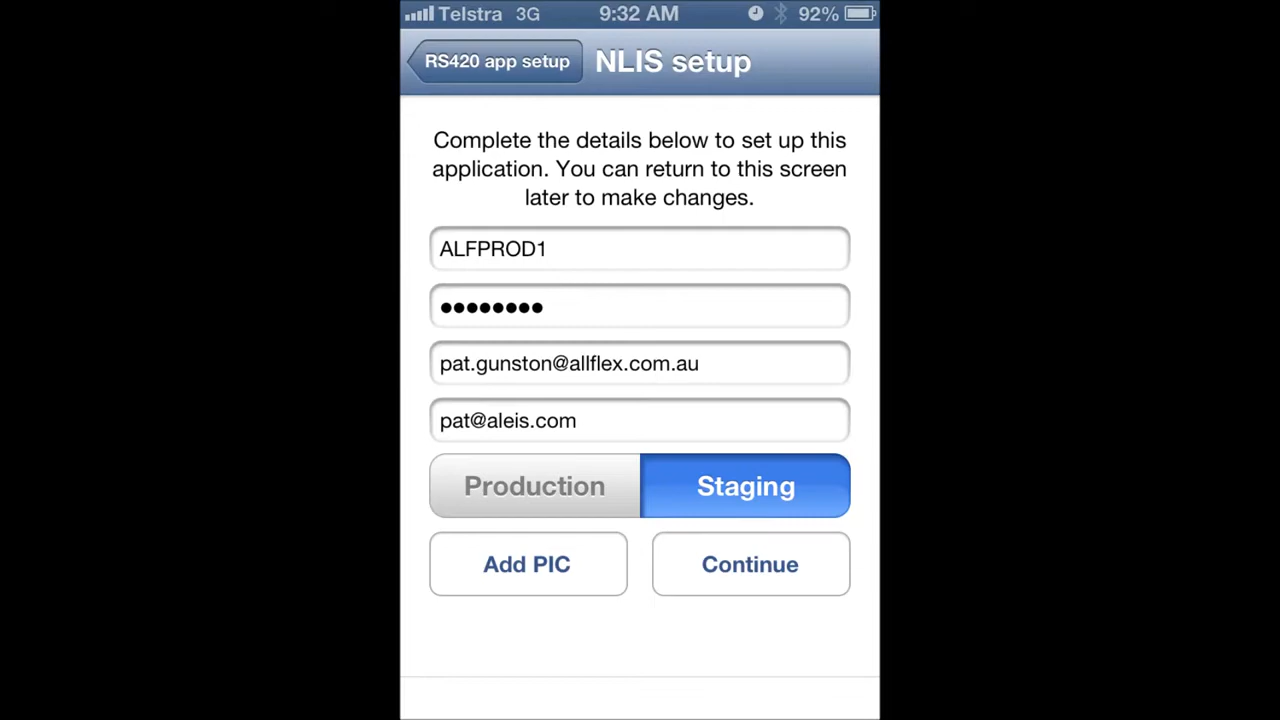 Telstra 3G 9:32 AM 92%
RS420 app setup NLIS setup
Complete the details below to set up this
application. You can return to this screen
later to make changes.
ALFPROD1
••••••••
pat.gunston@allflex.com.au
pat@aleis.com
Production Staging
Add PIC Continue